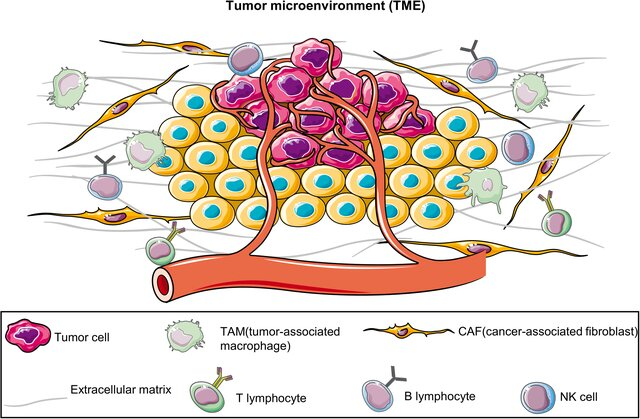 Tumor microenvironment (TME)
Tumor cell
TAM(tumor-associated
macrophage)
CAF(cancer-associated fibroblast)
Extracellular matrix
T lymphocyte
B lymphocyte
NK cell